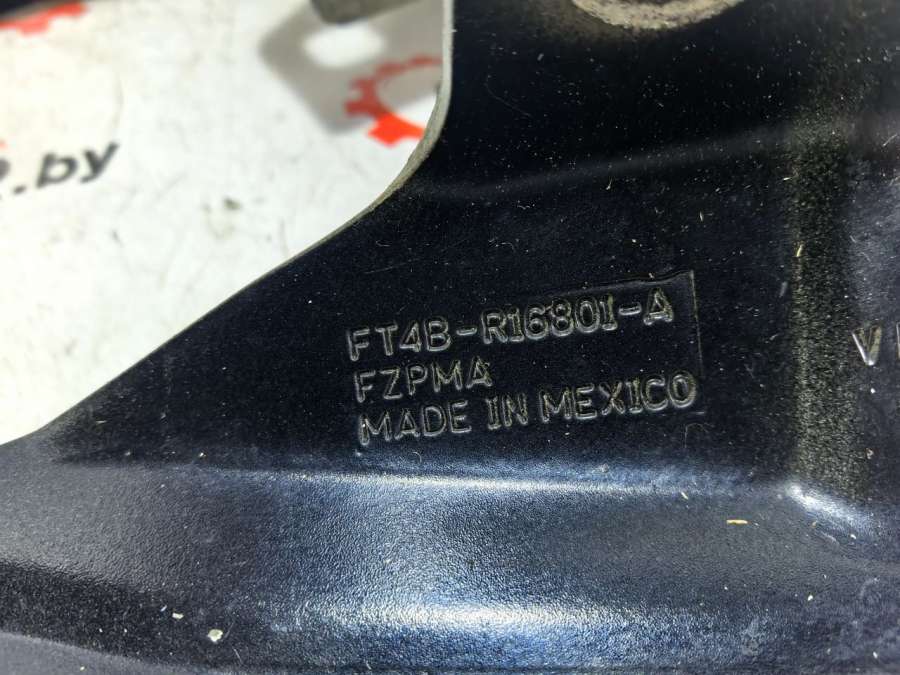 .by
FT4B-R16801-A
FZPMA
MADE IN MEXICO